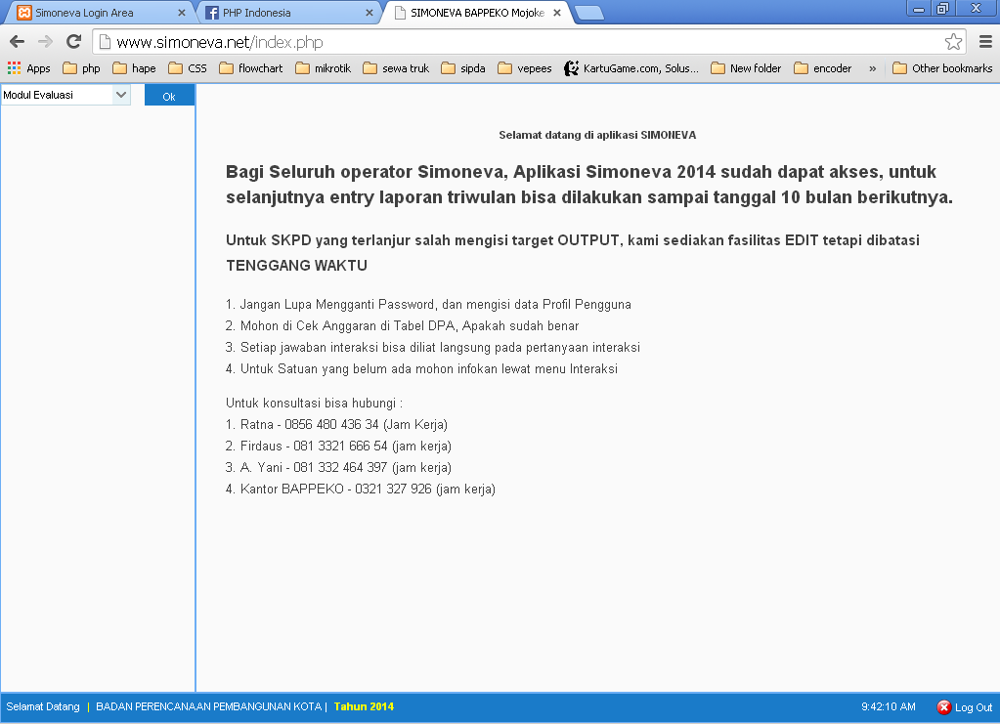 Simoneva Login Area
PHP Indonesia
SIMONEVA BAPPEKO Mojoke
www.simoneva.net/index.php
Apps php hape CSS flowchart mikrotik sewa truk sipda vepees KartuGame.com, Solus... New folder encoder » Other bookmarks
Modul Evaluasi Ok
Selamat datang di aplikasi SIMONEVA
Bagi Seluruh operator Simoneva, Aplikasi Simoneva 2014 sudah dapat akses, untuk
selanjutnya entry laporan triwulan bisa dilakukan sampai tanggal 10 bulan berikutnya.
Untuk SKPD yang terlanjur salah mengisi target OUTPUT, kami sediakan fasilitas EDIT tetapi dibatasi
TENGGANG WAKTU
1. Jangan Lupa Mengganti Password, dan mengisi data Profil Pengguna
2. Mohon di Cek Anggaran di Tabel DPA, Apakah sudah benar
3. Setiap jawaban interaksi bisa diliat langsung pada pertanyaan interaksi
4. Untuk Satuan yang belum ada mohon infokan lewat menu Interaksi
Untuk konsultasi bisa hubungi :
1. Ratna - 0856 480 436 34 (Jam Kerja)
2. Firdaus - 081 3321 666 54 (jam kerja)
3. A. Yani - 081 332 464 397 (jam kerja)
4. Kantor BAPPEKO - 0321 327 926 (jam kerja)
Selamat Datang | BADAN PERENCANAAN PEMBANGUNAN KOTA | Tahun 2014 9:42:10 AM Log Out